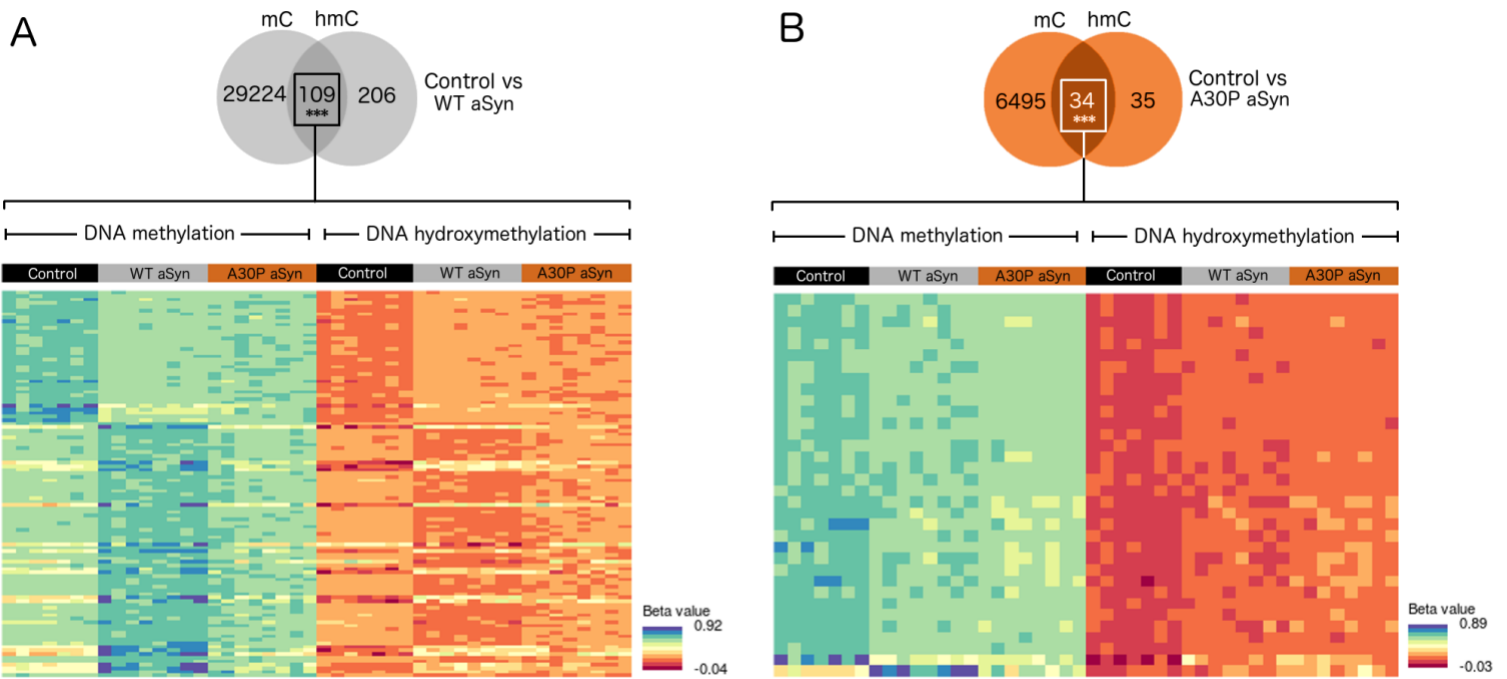 A
mC hmC
29224 109 206
***
Control vs
WT aSyn
DNA methylation DNA hydroxymethylation
Control WT aSyn A30P aSyn Control WT aSyn A30P aSyn
Beta value
0.92
-0.04
B
mC hmC
6495 34 35
***
Control vs
A30P aSyn
DNA methylation DNA hydroxymethylation
Control WT aSyn A30P aSyn Control WT aSyn A30P aSyn
Beta value
0.89
-0.03